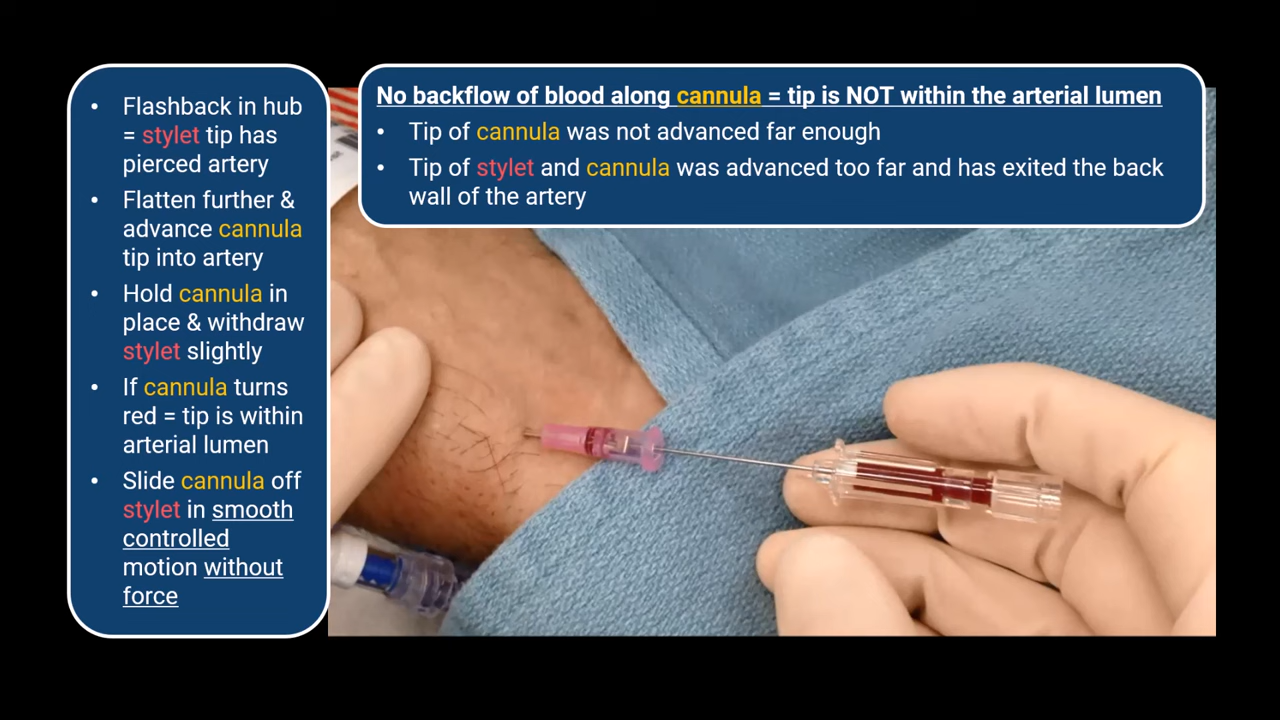 • Flashback in hub
= stylet tip has
pierced artery
• Flatten further &
advance cannula
tip into artery
• Hold cannula in
place & withdraw
stylet slightly
• If cannula turns
red = tip is within
arterial lumen
• Slide cannula off
stylet in smooth
controlled
motion without
force
No backflow of blood along cannula = tip is NOT within the arterial lumen
• Tip of cannula was not advanced far enough
• Tip of stylet and cannula was advanced too far and has exited the back
wall of the artery